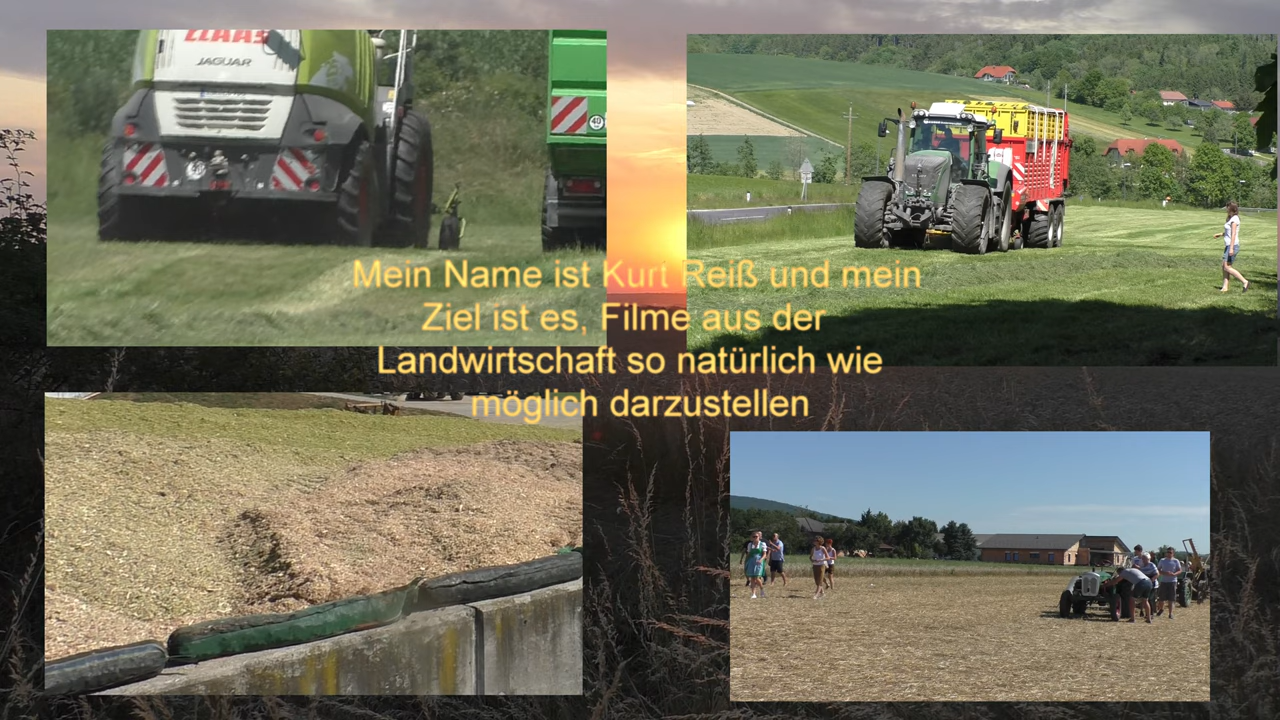 CLAAS
JAGUAR
40
Mein Name ist Kurt Reiß und mein
Ziel ist es, Filme aus der
Landwirtschaft so natürlich wie
möglich darzustellen